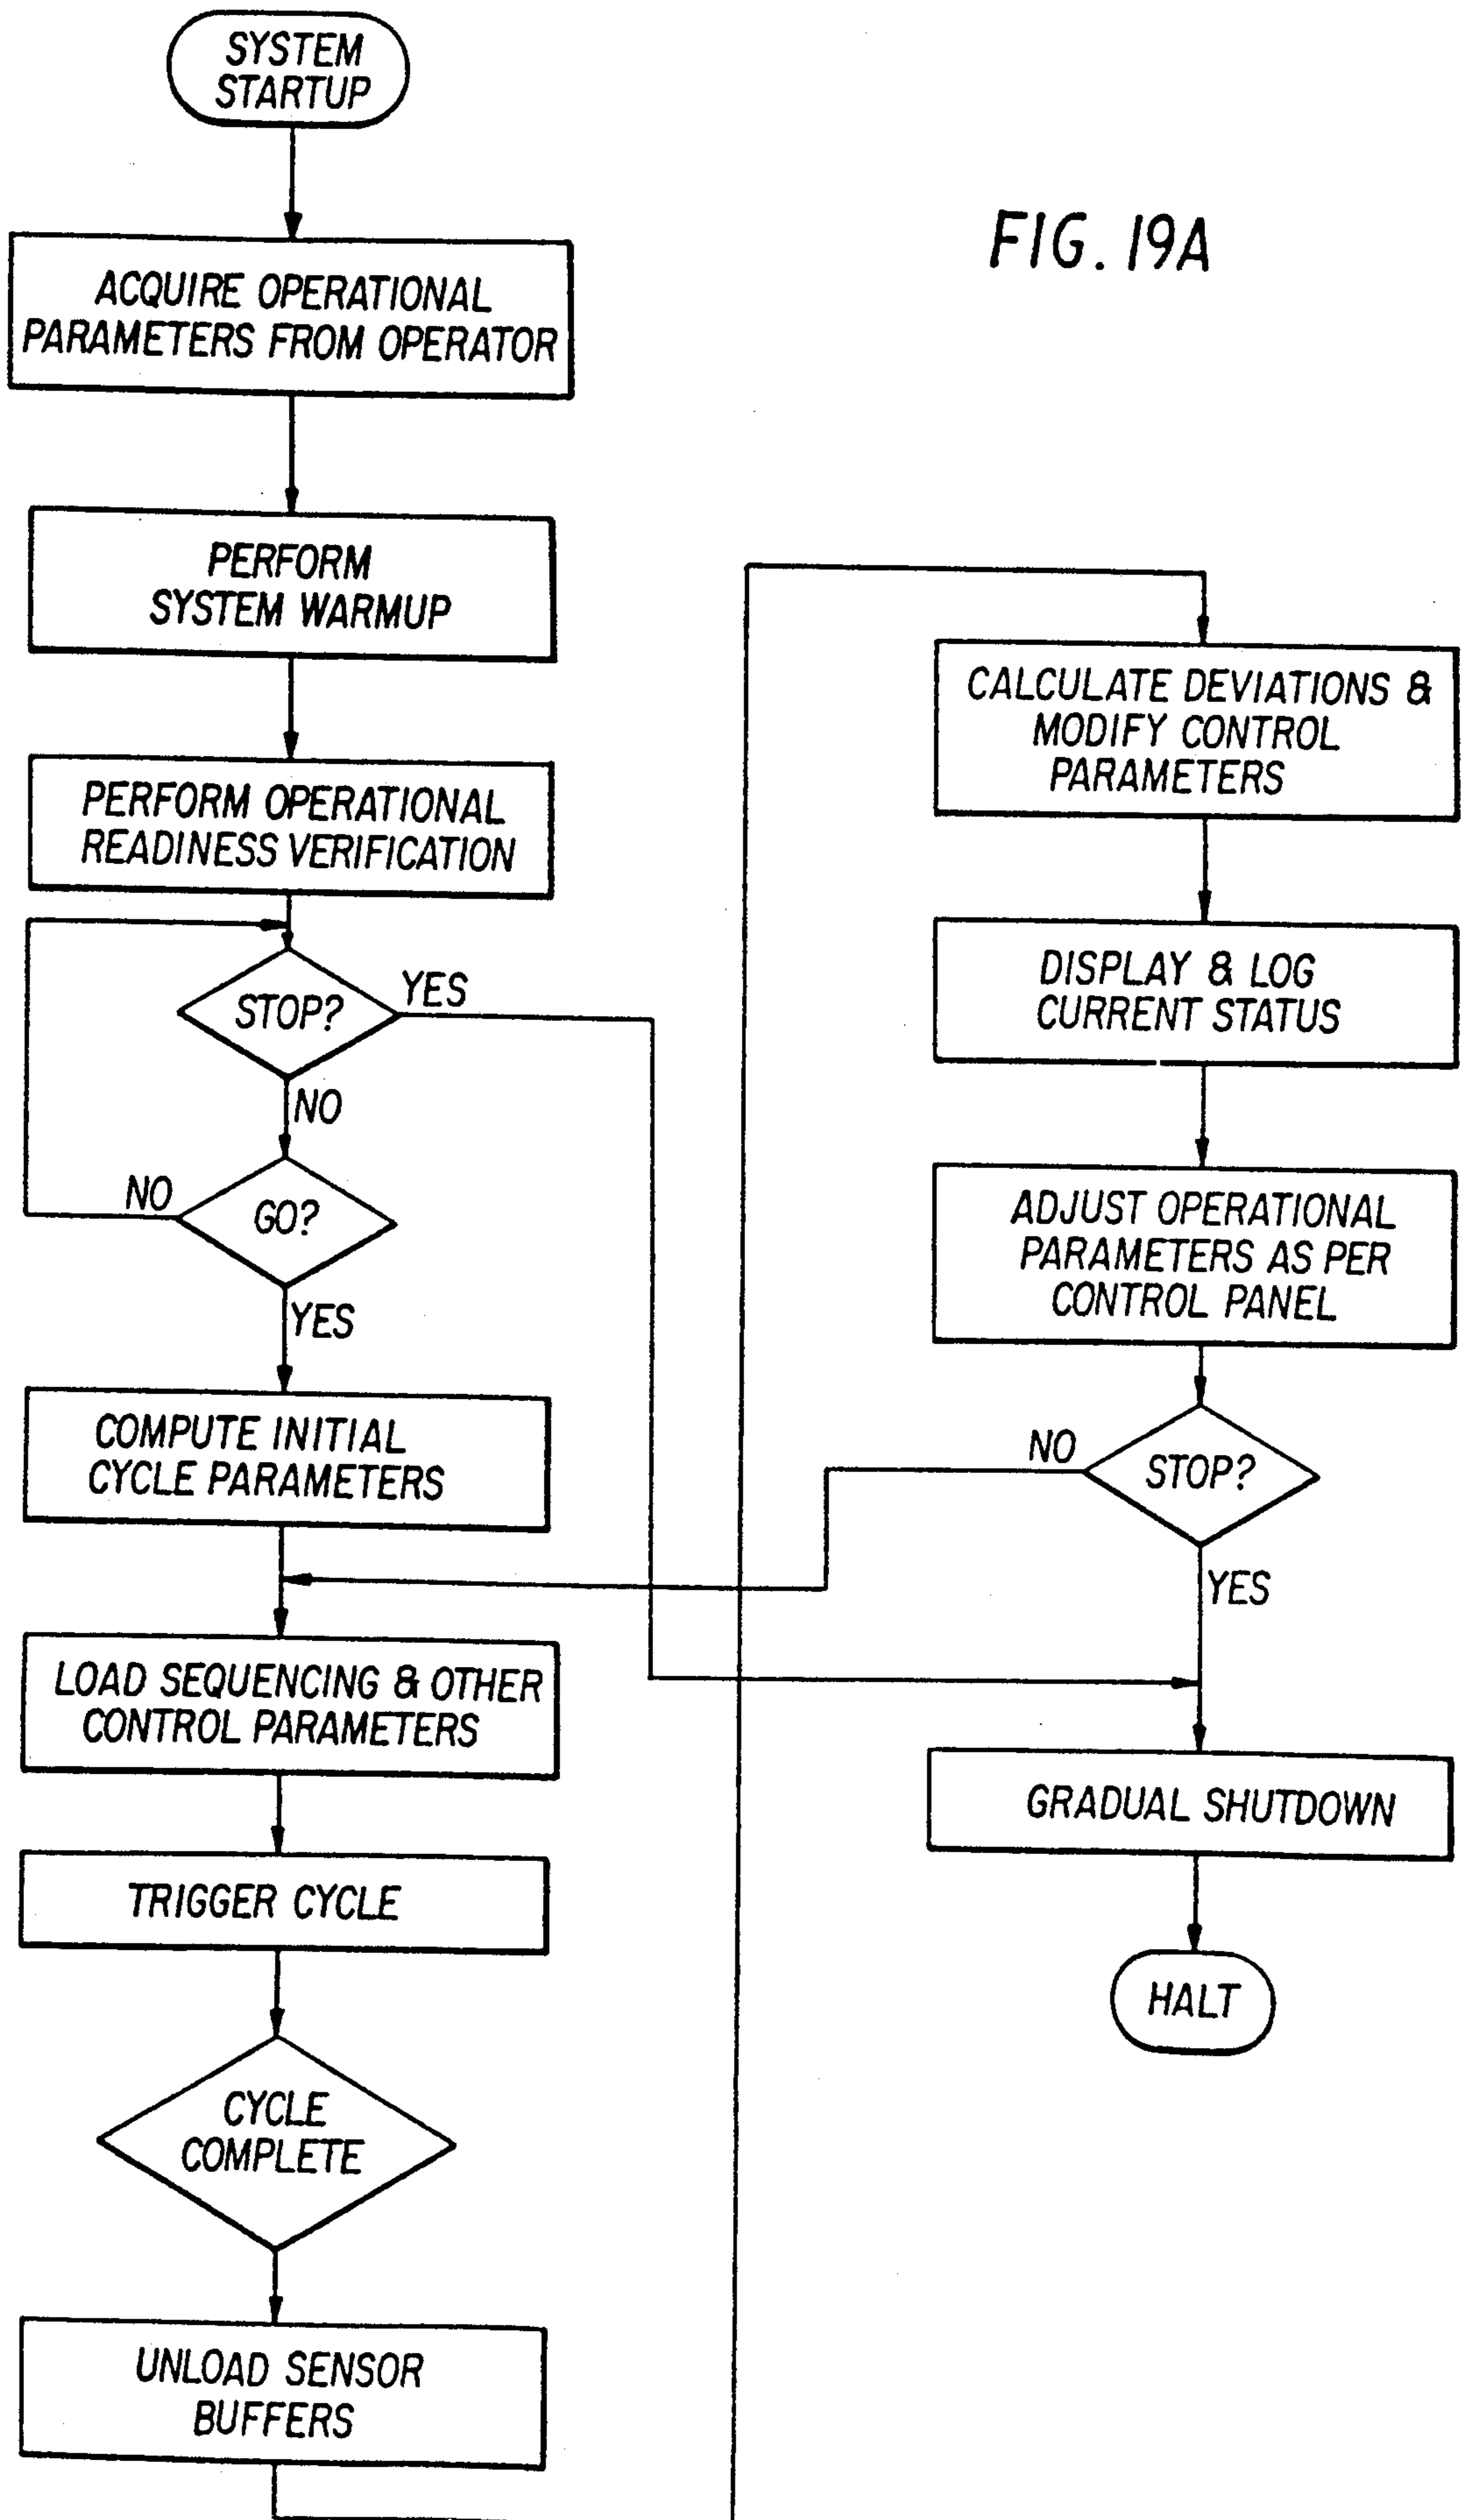 SYSTEM
STARTUP
FIG. 19A
ACQUIRE OPERATIONAL
PARAMETERS FROM OPERATOR
PERFORM
SYSTEM WARMUP
PERFORM OPERATIONAL
READINESS VERIFICATION
STOP?
YES
NO
GO?
NO
YES
COMPUTE INITIAL
CYCLE PARAMETERS
LOAD SEQUENCING & OTHER
CONTROL PARAMETERS
TRIGGER CYCLE
CYCLE
COMPLETE
UNLOAD SENSOR
BUFFERS
CALCULATE DEVIATIONS &
MODIFY CONTROL
PARAMETERS
DISPLAY & LOG
CURRENT STATUS
ADJUST OPERATIONAL
PARAMETERS AS PER
CONTROL PANEL
STOP?
NO
YES
GRADUAL SHUTDOWN
HALT